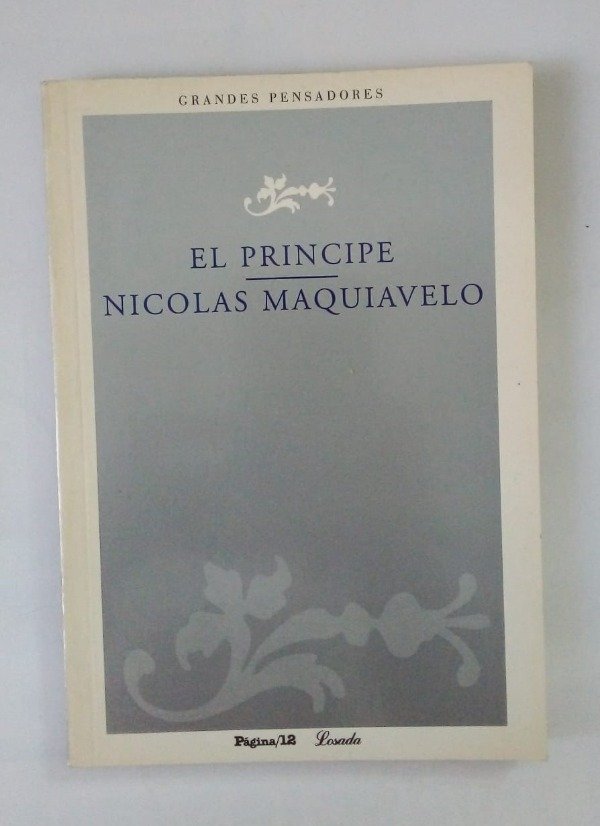 GRANDES PENSADORES
EL PRINCIPE
NICOLAS MAQUIAVELO
Página/12 Losada